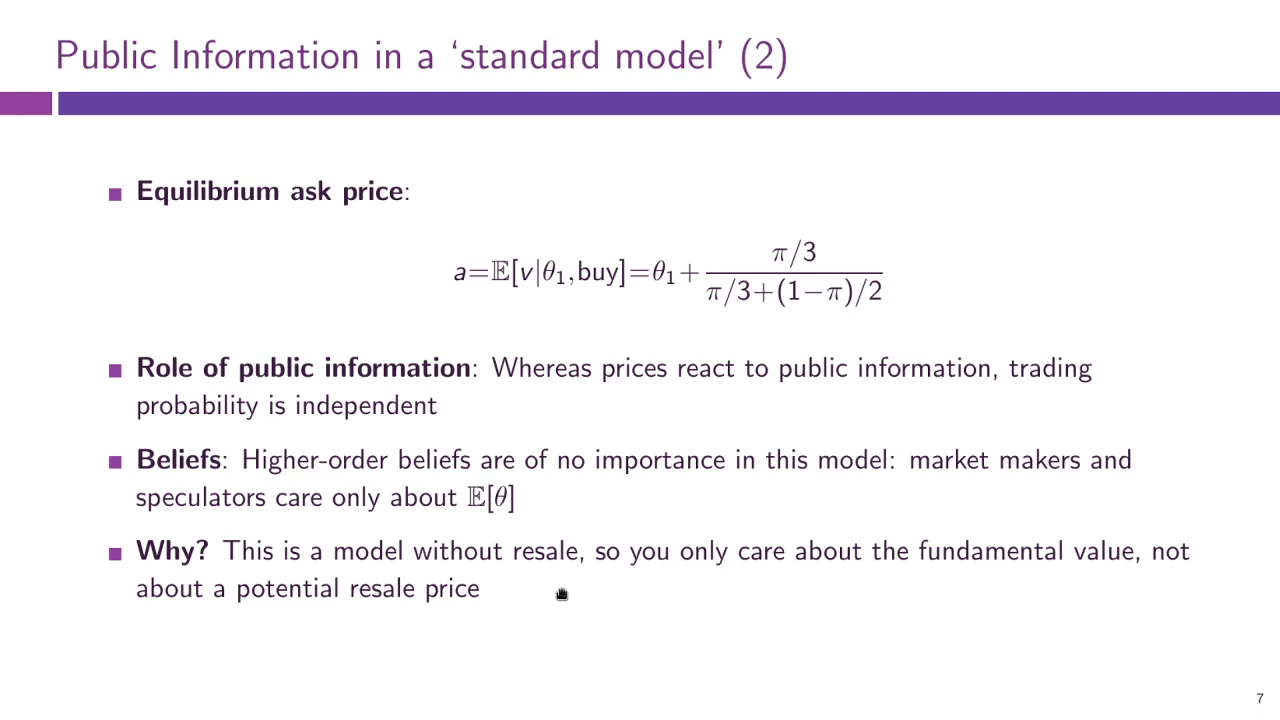 Public Information in a ‘standard model’ (2)
Equilibrium ask price:
a=𝔼[v|θ₁,buy]=θ₁+ π/3
π/3+(1−π)/2
Role of public information: Whereas prices react to public information, trading
probability is independent
Beliefs: Higher-order beliefs are of no importance in this model: market makers and
speculators care only about 𝔼[θ]
Why? This is a model without resale, so you only care about the fundamental value, not
about a potential resale price
7